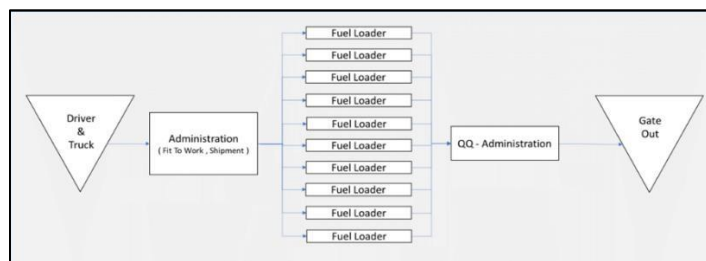 Driver
&
Truck
Administration
( Fit To Work , Shipment )
Fuel Loader
Fuel Loader
Fuel Loader
Fuel Loader
Fuel Loader
Fuel Loader
Fuel Loader
Fuel Loader
Fuel Loader
Fuel Loader
QQ - Administration
Gate
Out